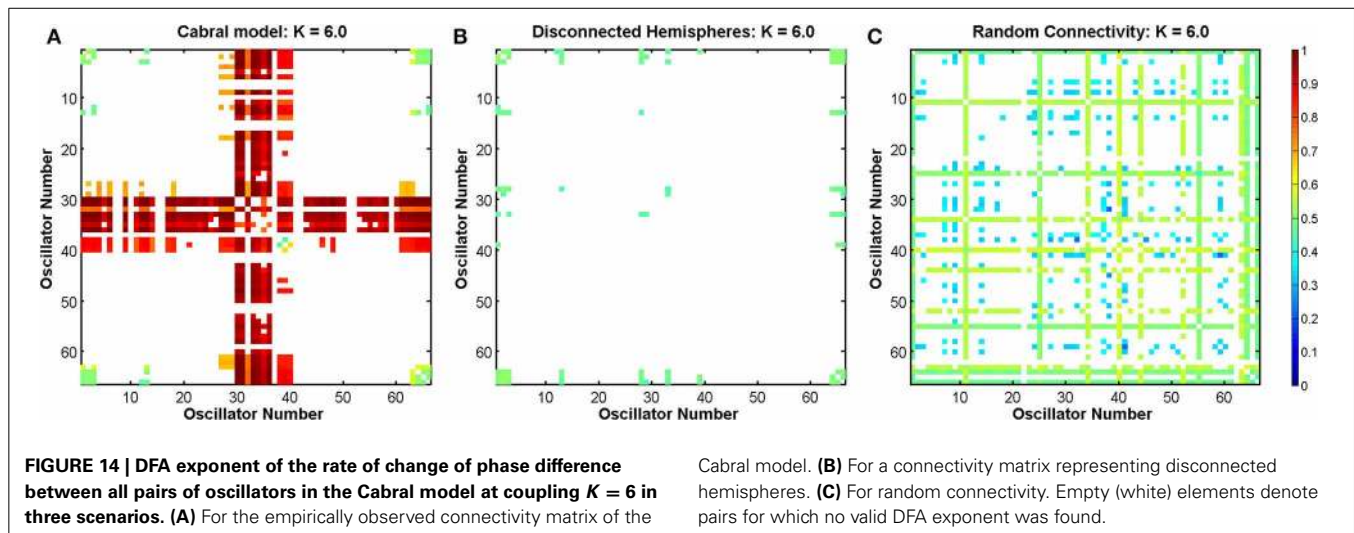 A
Cabral model: K = 6.0
10
20
30
40
50
60
Oscillator Number
10 20 30 40 50 60
Oscillator Number
B
Disconnected Hemispheres: K = 6.0
10
20
30
40
50
60
Oscillator Number
10 20 30 40 50 60
Oscillator Number
C
Random Connectivity: K = 6.0
10
20
30
40
50
60
Oscillator Number
10 20 30 40 50 60
Oscillator Number
1
0.9
0.8
0.7
0.6
0.5
0.4
0.3
0.2
0.1
0
FIGURE 14 | DFA exponent of the rate of change of phase difference
between all pairs of oscillators in the Cabral model at coupling K = 6 in
three scenarios. (A) For the empirically observed connectivity matrix of the
Cabral model. (B) For a connectivity matrix representing disconnected
hemispheres. (C) For random connectivity. Empty (white) elements denote
pairs for which no valid DFA exponent was found.